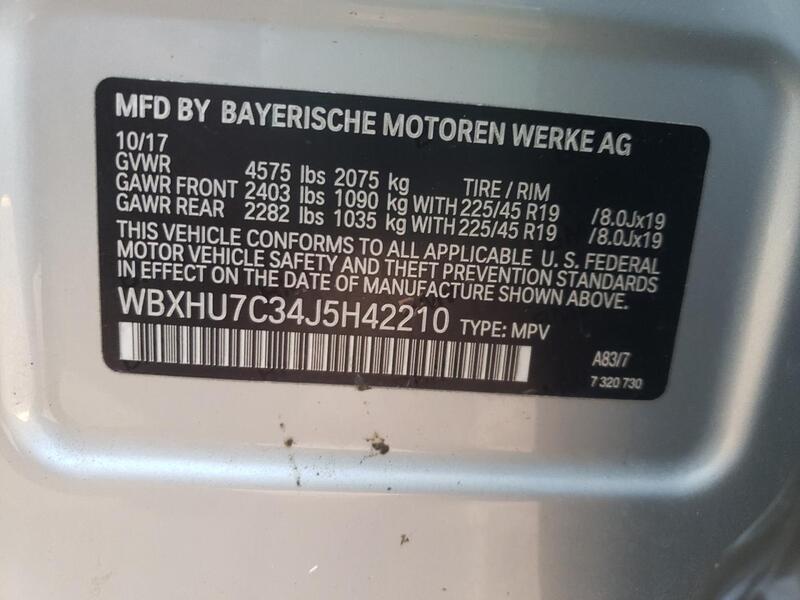 MFD BY BAYERISCHE MOTOREN WERKE AG
10/17
GVWR 4575 lbs 2075 kg TIRE / RIM
GAWR FRONT 2403 lbs 1090 kg WITH 225/45 R19 /8.0Jx19
GAWR REAR 2282 lbs 1035 kg WITH 225/45 R19 /8.0Jx19
THIS VEHICLE CONFORMS TO ALL APPLICABLE U. S. FEDERAL
MOTOR VEHICLE SAFETY AND THEFT PREVENTION STANDARDS
IN EFFECT ON THE DATE OF MANUFACTURE SHOWN ABOVE.
WBXHU7C34J5H42210 TYPE: MPV
A83/7
7 320 730